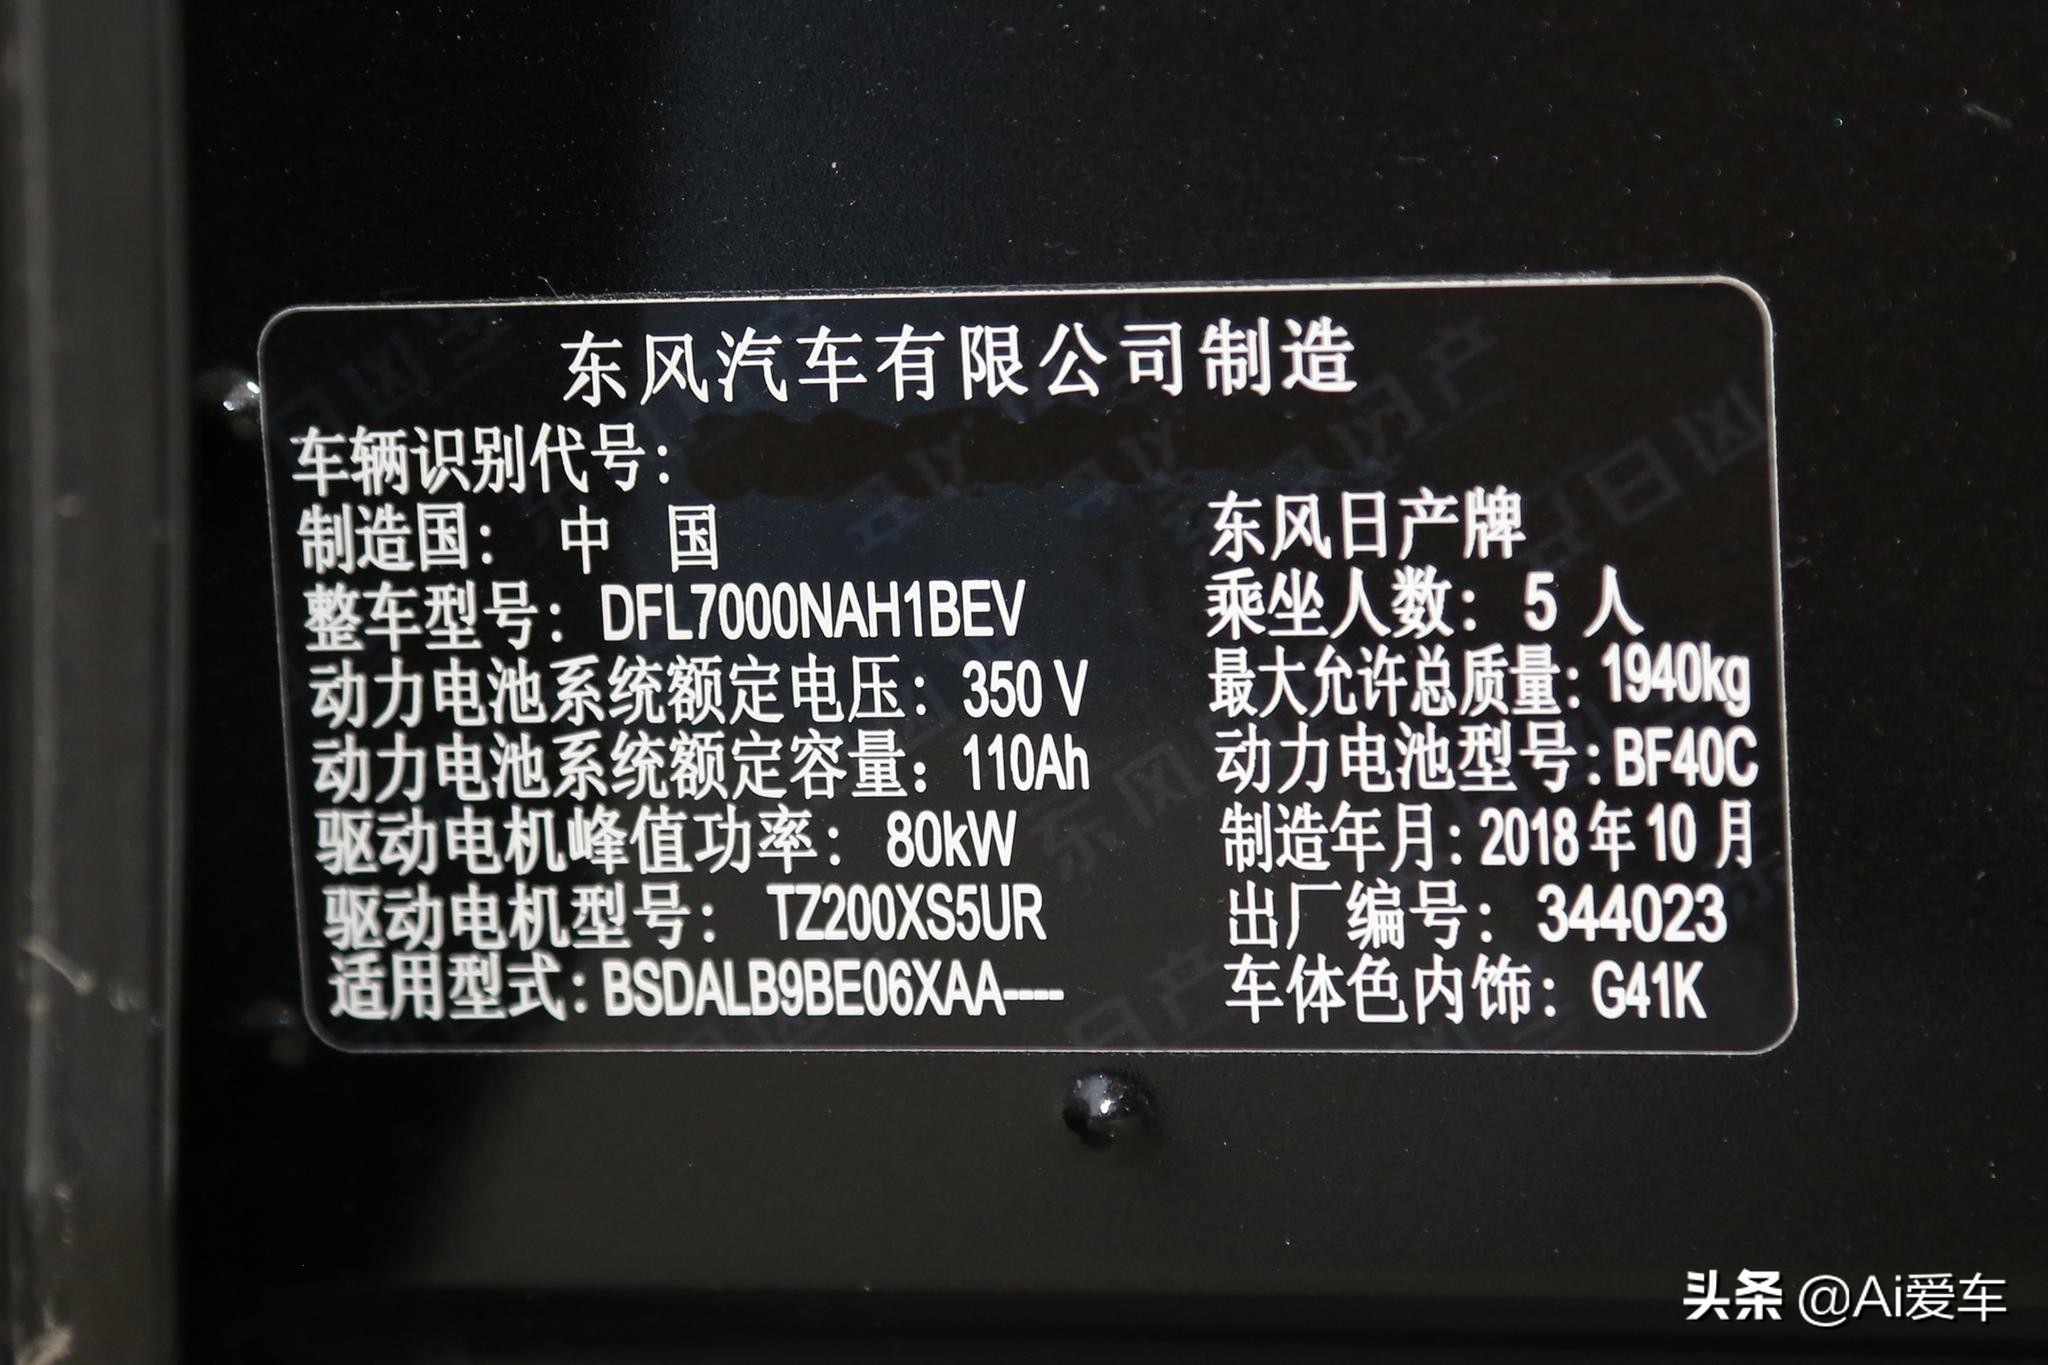 东风汽车有限公司制造
车辆识别代号:
制造国: 中 国
东风日产牌
整车型号: DFL7000NAH1BEV
乘坐人数: 5 人
动力电池系统额定电压: 350 V
最大允许总质量: 1940kg
动力电池系统额定容量: 110Ah
动力电池型号:BF40C
驱动电机峰值功率: 80kW
制造年月:2018年10月
驱动电机型号: TZ200XS5UR
出厂编号: 344023
适用型式:BSDALB9BE06XAA----
车体色内饰: G41K
头条 @Ai爱车